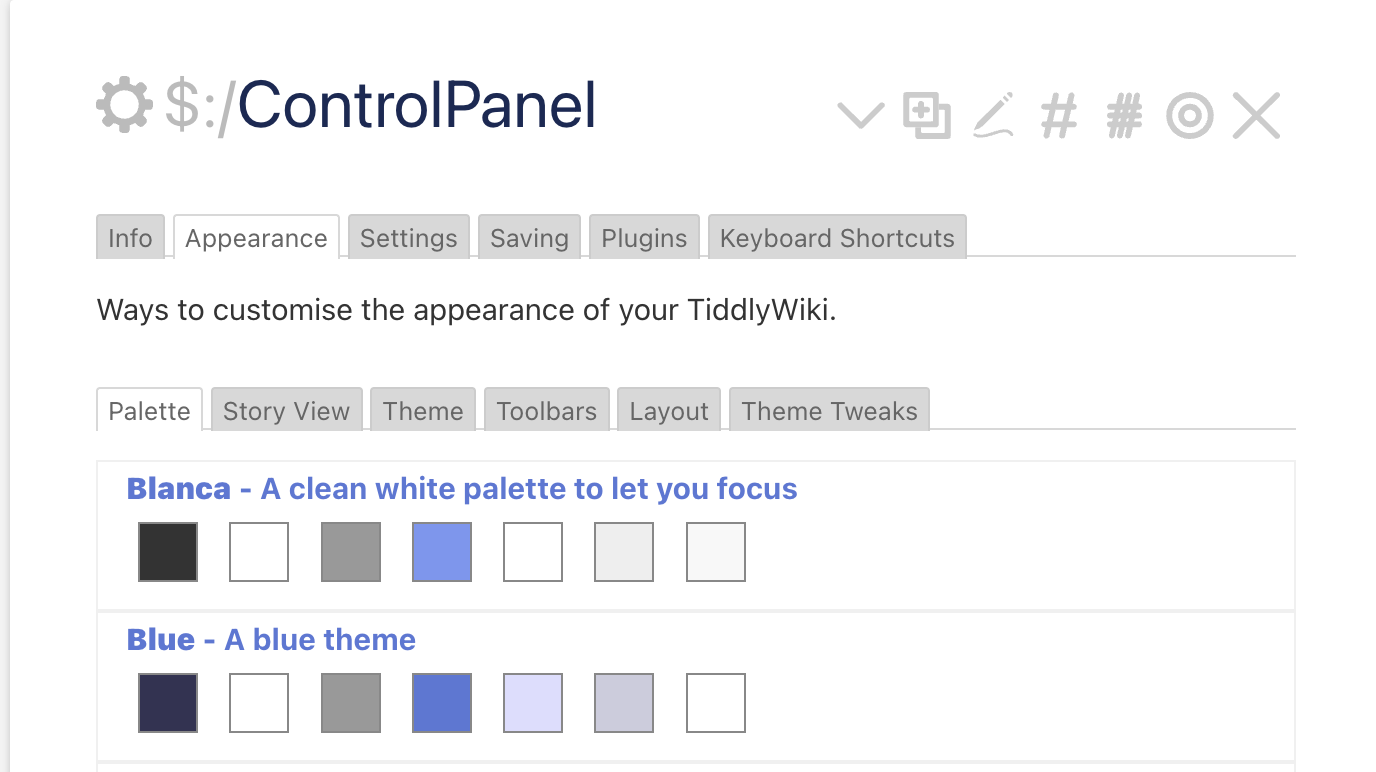 $:/ControlPanel
Info Appearance Settings Saving Plugins Keyboard Shortcuts
Ways to customise the appearance of your TiddlyWiki.
Palette Story View Theme Toolbars Layout Theme Tweaks
Blanca - A clean white palette to let you focus
Blue - A blue theme